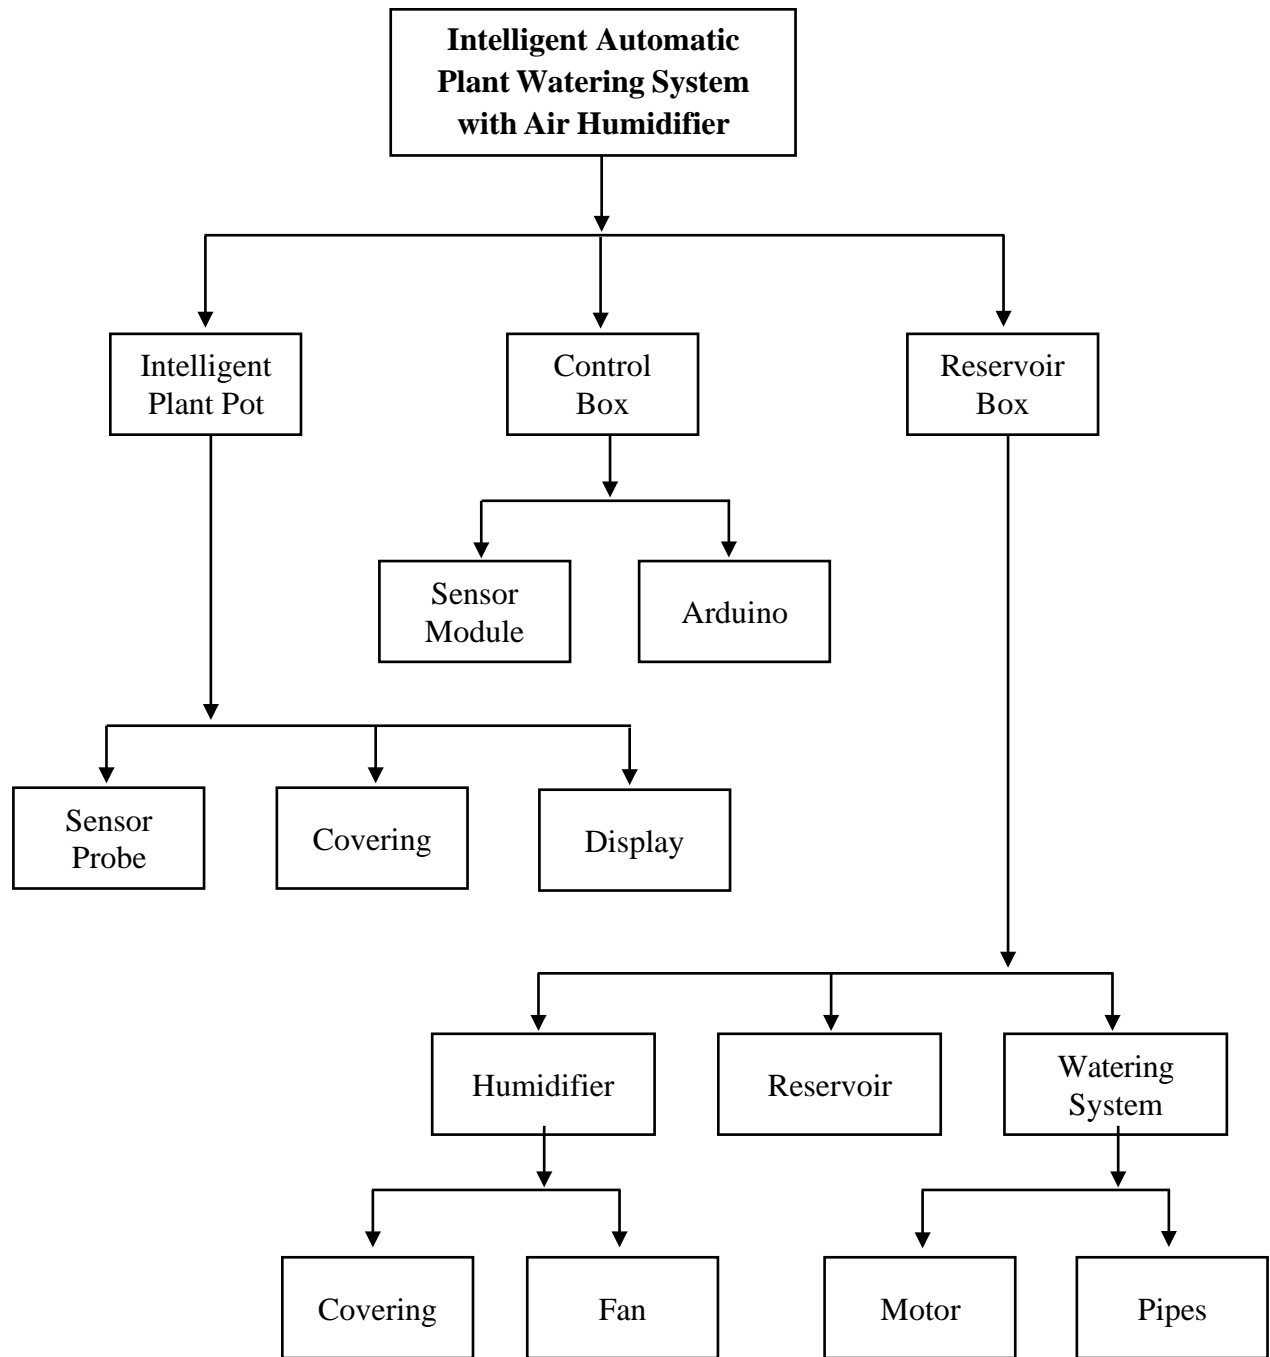 Intelligent Automatic
Plant Watering System
with Air Humidifier
Intelligent
Plant Pot
Control
Box
Reservoir
Box
Sensor
Module
Arduino
Sensor
Probe
Covering
Display
Humidifier
Reservoir
Watering
System
Covering
Fan
Motor
Pipes